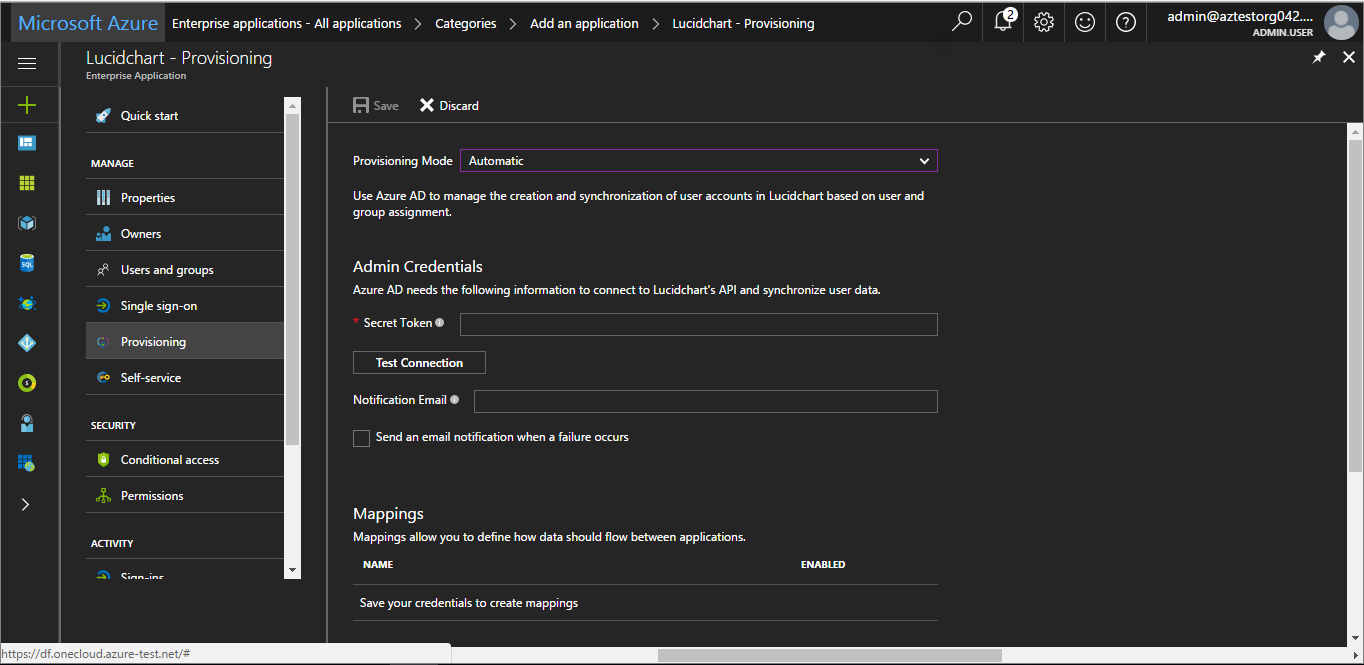 Microsoft Azure Enterprise applications - All applications > Categories > Add an application > Lucidchart - Provisioning
2
admin@aztestorg042....
ADMIN.USER
Lucidchart - Provisioning
Enterprise Application
Quick start
MANAGE
Properties
Owners
Users and groups
Single sign-on
Provisioning
Self-service
SECURITY
Conditional access
Permissions
ACTIVITY
Sign-ins
SQL
Save
Discard
Provisioning Mode
Automatic
Use Azure AD to manage the creation and synchronization of user accounts in Lucidchart based on user and
group assignment.
Admin Credentials
Azure AD needs the following information to connect to Lucidchart's API and synchronize user data.
* Secret Token
Test Connection
Notification Email
Send an email notification when a failure occurs
Mappings
Mappings allow you to define how data should flow between applications.
NAME ENABLED
Save your credentials to create mappings
https://df.onecloud.azure-test.net/#